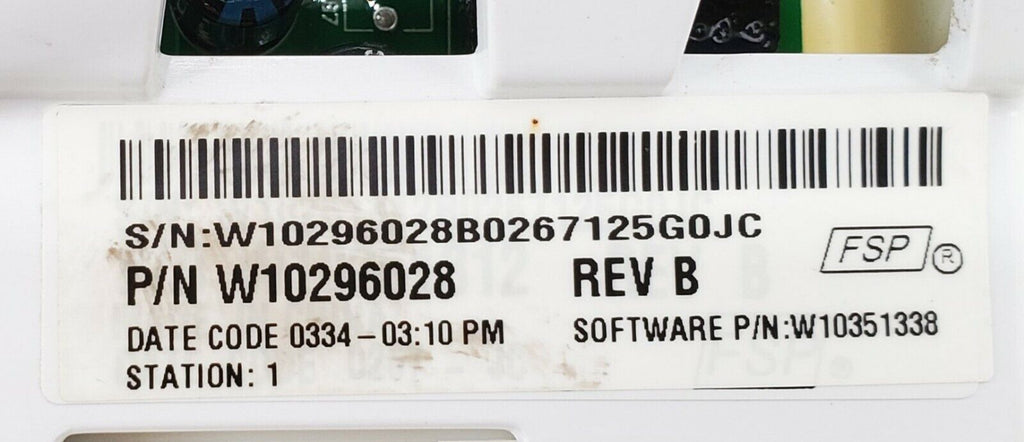 S/N:W10296028B0267125G0JC
P/N W10296028 REV B
FSP ®
DATE CODE 0334-03:10 PM SOFTWARE P/N:W10351338
STATION: 1